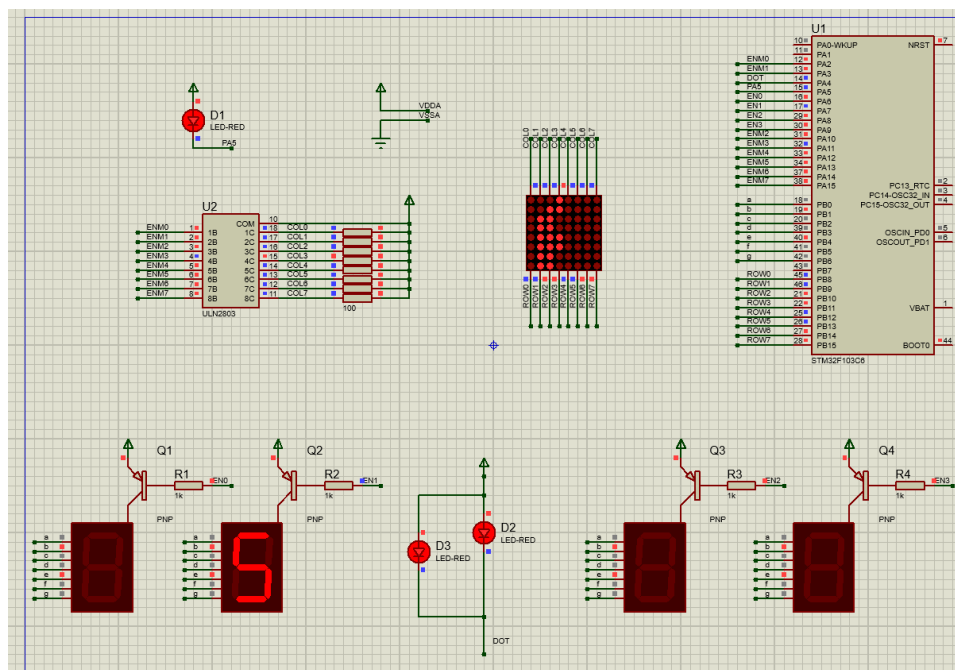 U1
10 PA0-WKUP NRST 7
11 PA1
ENM0 12 PA2
ENM1 13 PA3
DOT 14 PA4
PA5 15 PA5
EN0 16 PA6
EN1 17 PA7
EN2 29 PA8
EN3 30 PA9
ENM2 31 PA10
ENM3 32 PA11
ENM4 33 PA12
ENM5 34 PA13
ENM6 37 PA14
ENM7 38 PA15
PC13_RTC 2
PC14-OSC32_IN 3
PC15-OSC32_OUT 4
a 18 PB0
b 19 PB1
c 20 PB2
d 39 PB3
e 40 PB4
f 41 PB5
g 42 PB6
43 PB7
ROW0 45 PB8
ROW1 46 PB9
ROW2 21 PB10
ROW3 22 PB11
ROW4 25 PB12
ROW5 26 PB13
ROW6 27 PB14
ROW7 28 PB15
OSCIN_PD0 5
OSCOUT_PD1 6
VBAT 1
BOOT0 44
STM32F103C6
D1
LED-RED
PA5
VDDA
VSSA
COL0
COL1
COL2
COL3
COL4
COL5
COL6
COL7
ROW0
ROW1
ROW2
ROW3
ROW4
ROW5
ROW6
ROW7
U2
COM 10
ENM0 1 1B 1C 18 COL0
ENM1 2 2B 2C 17 COL1
ENM2 3 3B 3C 16 COL2
ENM3 4 4B 4C 15 COL3
ENM4 5 5B 5C 14 COL4
ENM5 6 6B 6C 13 COL5
ENM6 7 7B 7C 12 COL6
ENM7 8 8B 8C 11 COL7
ULN2803
100
Q1
R1
EN0
1k
PNP
a
b
c
d
e
f
g
Q2
R2
EN1
1k
PNP
a
b
c
d
e
f
g
5
D2
LED-RED
D3
LED-RED
DOT
Q3
R3
EN2
1k
PNP
a
b
c
d
e
f
g
Q4
R4
EN3
1k
PNP
a
b
c
d
e
f
g